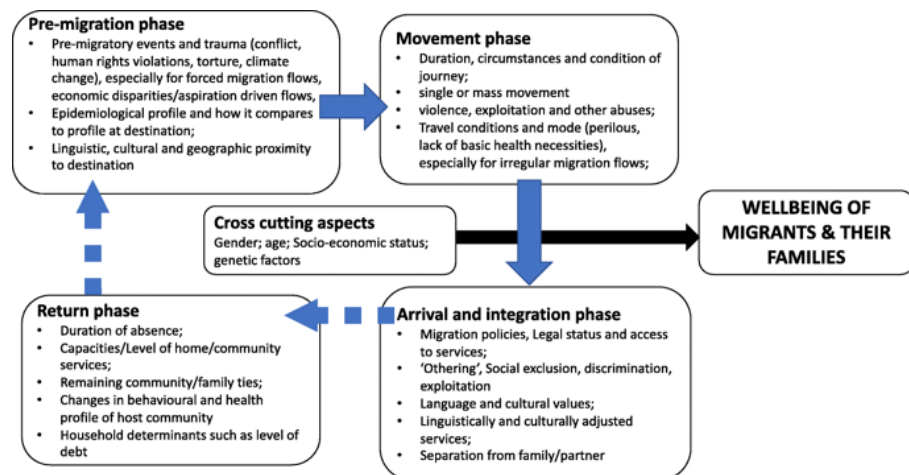 Pre-migration phase
• Pre-migratory events and trauma (conflict,
human rights violations, torture, climate
change), especially for forced migration flows,
economic disparities/aspiration driven flows,
• Epidemiological profile and how it compares
to profile at destination;
• Linguistic, cultural and geographic proximity
to destination
Movement phase
• Duration, circumstances and condition of
journey;
• single or mass movement
• violence, exploitation and other abuses;
• Travel conditions and mode (perilous,
lack of basic health necessities),
especially for irregular migration flows;
Cross cutting aspects
Gender; age; Socio-economic status;
genetic factors
WELLBEING OF
MIGRANTS & THEIR
FAMILIES
Return phase
• Duration of absence;
• Capacities/Level of home/community
services;
• Remaining community/family ties;
• Changes in behavioural and health
profile of host community
• Household determinants such as level of
debt
Arrival and integration phase
• Migration policies, Legal status and access
to services;
• ‘Othering’, Social exclusion, discrimination,
exploitation
• Language and cultural values;
• Linguistically and culturally adjusted
services;
• Separation from family/partner